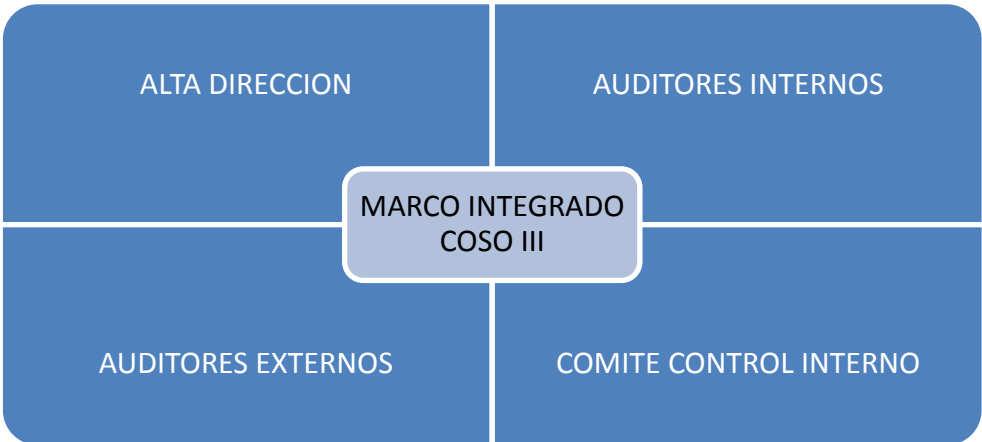 ALTA DIRECCION
AUDITORES INTERNOS
MARCO INTEGRADO
COSO III
AUDITORES EXTERNOS
COMITE CONTROL INTERNO